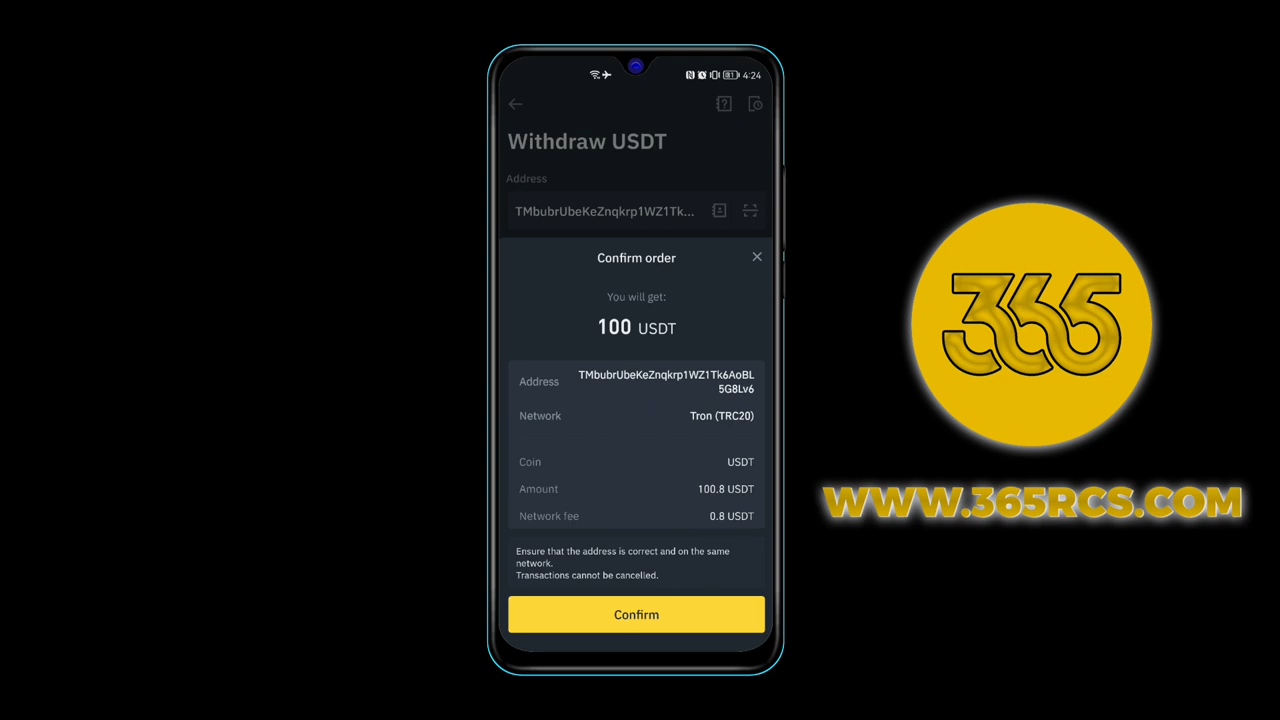 4:24
Withdraw USDT
Address
TMbubrUbeKeZnqkrp1WZ1Tk...
Confirm order
You will get:
100 USDT
Address TMbubrUbeKeZnqkrp1WZ1Tk6AoBL
5G8Lv6
Network Tron (TRC20)
Coin USDT
Amount 100.8 USDT
Network fee 0.8 USDT
Ensure that the address is correct and on the same
network.
Transactions cannot be cancelled.
Confirm
365
WWW.365RCS.COM